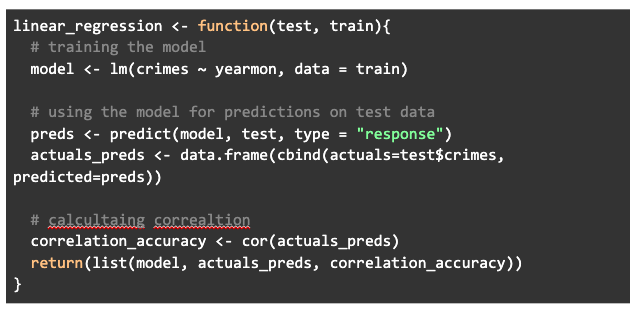 linear_regression <- function(test, train){
# training the model
model <- lm(crimes ~ yearmon, data = train)
# using the model for predictions on test data
preds <- predict(model, test, type = "response")
actuals_preds <- data.frame(cbind(actuals=test$crimes,
predicted=preds))
# calcultaing correaltion
correlation_accuracy <- cor(actuals_preds)
return(list(model, actuals_preds, correlation_accuracy))
}